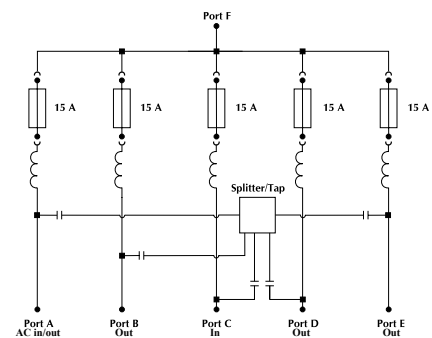 Port F
15 A 15 A 15 A 15 A 15 A
Splitter/Tap
Port A Port B Port C Port D Port E
AC in/out Out In Out Out